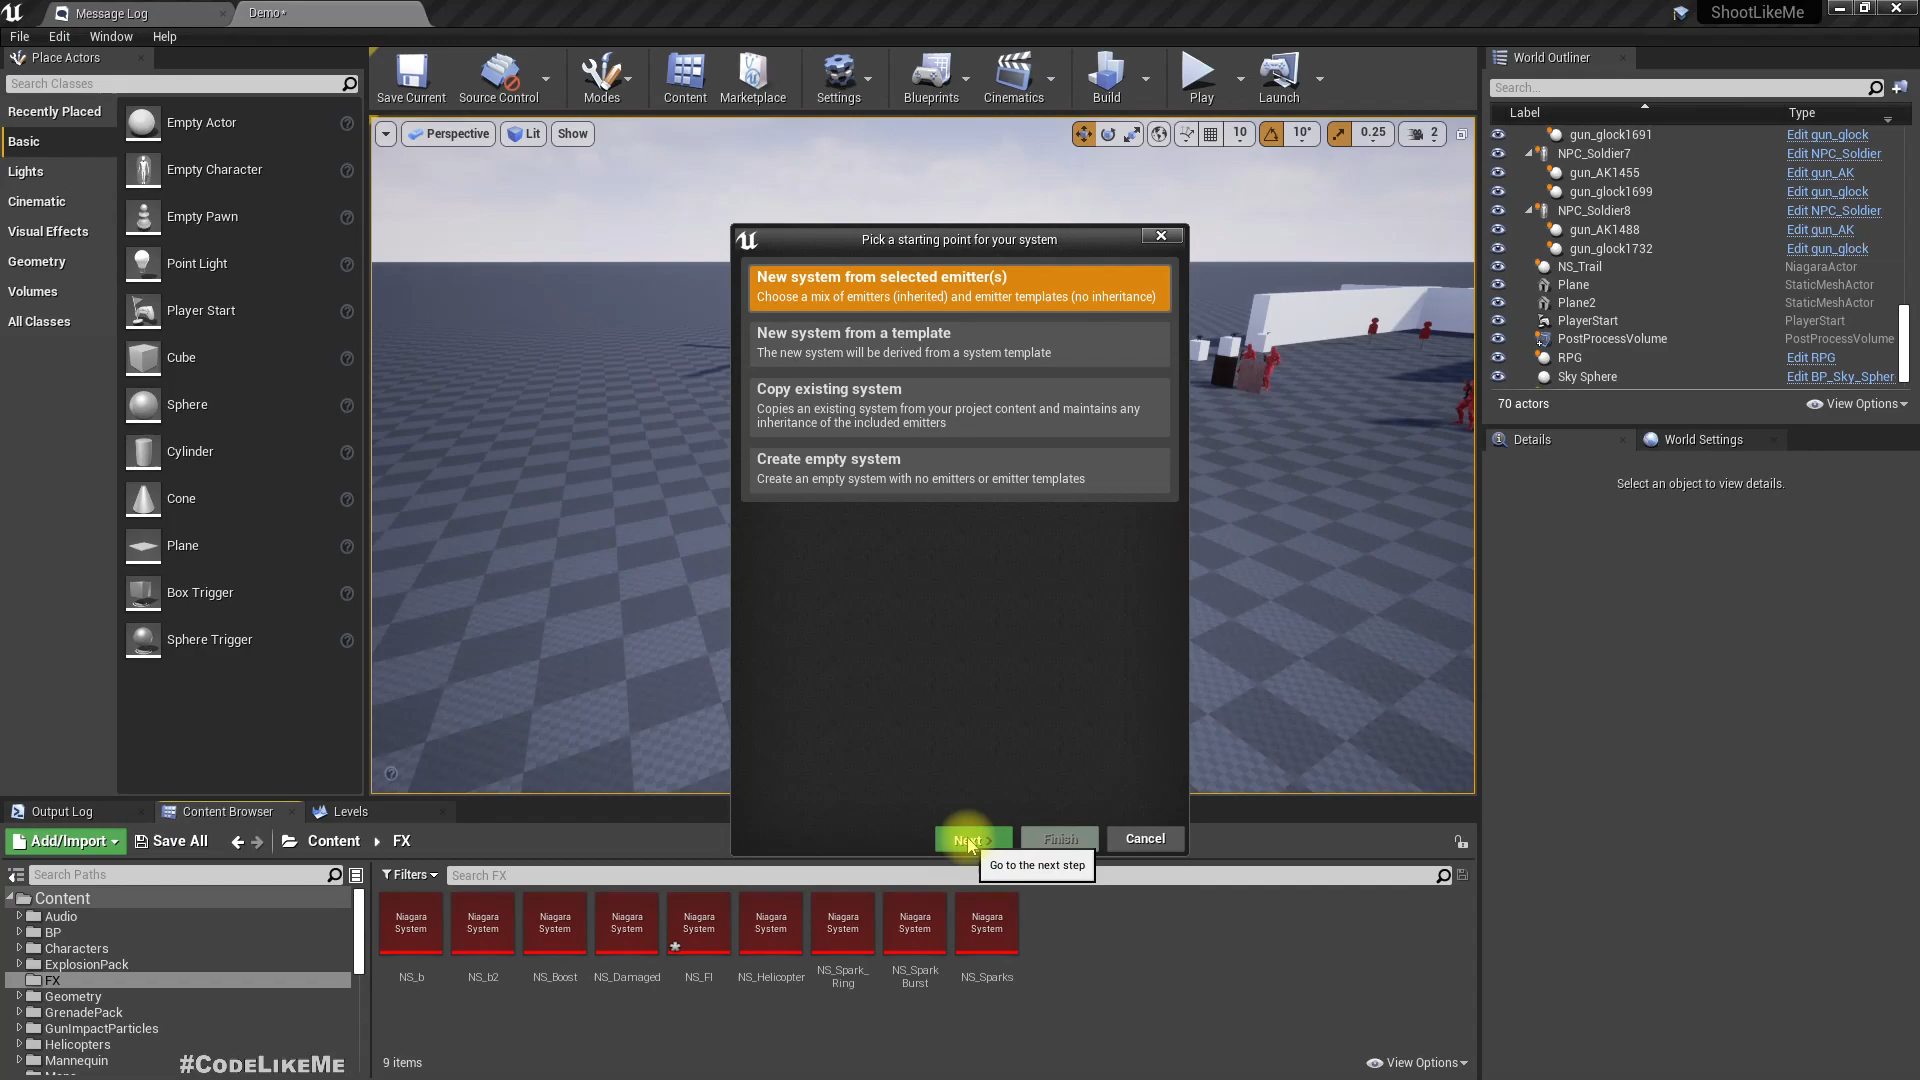 Message Log
Demo*
ShootLikeMe
File Edit Window Help
Place Actors
Search Classes
Recently Placed
Basic
Lights
Cinematic
Visual Effects
Geometry
Volumes
All Classes
Empty Actor
Empty Character
Empty Pawn
Point Light
Player Start
Cube
Sphere
Cylinder
Cone
Plane
Box Trigger
Sphere Trigger
Save Current
Source Control
Modes
Content
Marketplace
Settings
Blueprints
Cinematics
Build
Play
Launch
Perspective
Lit
Show
10
10°
0.25
2
Pick a starting point for your system
New system from selected emitter(s)
Choose a mix of emitters (inherited) and emitter templates (no inheritance)
New system from a template
The new system will be derived from a system template
Copy existing system
Copies an existing system from your project content and maintains any
inheritance of the included emitters
Create empty system
Create an empty system with no emitters or emitter templates
Next >
Finish
Cancel
Go to the next step
World Outliner
Search...
Label Type
gun_glock1691 Edit gun_glock
NPC_Soldier7 Edit NPC_Soldier
gun_AK1455 Edit gun_AK
gun_glock1699 Edit gun_glock
NPC_Soldier8 Edit NPC_Soldier
gun_AK1488 Edit gun_AK
gun_glock1732 Edit gun_glock
NS_Trail NiagaraActor
Plane StaticMeshActor
Plane2 StaticMeshActor
PlayerStart PlayerStart
PostProcessVolume PostProcessVolume
RPG Edit RPG
Sky Sphere Edit BP_Sky_Spher
70 actors
View Options
Details
World Settings
Select an object to view details.
Output Log
Content Browser
Levels
Add/Import
Save All
Content
FX
Search Paths
Filters
Search FX
Content
Audio
BP
Characters
ExplosionPack
FX
Geometry
GrenadePack
GunImpactParticles
Helicopters
Mannequin
Niagara
System
NS_b
Niagara
System
NS_b2
Niagara
System
NS_Boost
Niagara
System
NS_Damaged
Niagara
System
NS_Fl
Niagara
System
NS_Helicopter
Niagara
System
NS_Spark_
Ring
Niagara
System
NS_Spark
Burst
Niagara
System
NS_Sparks
9 items
View Options
#CodeLikeMe